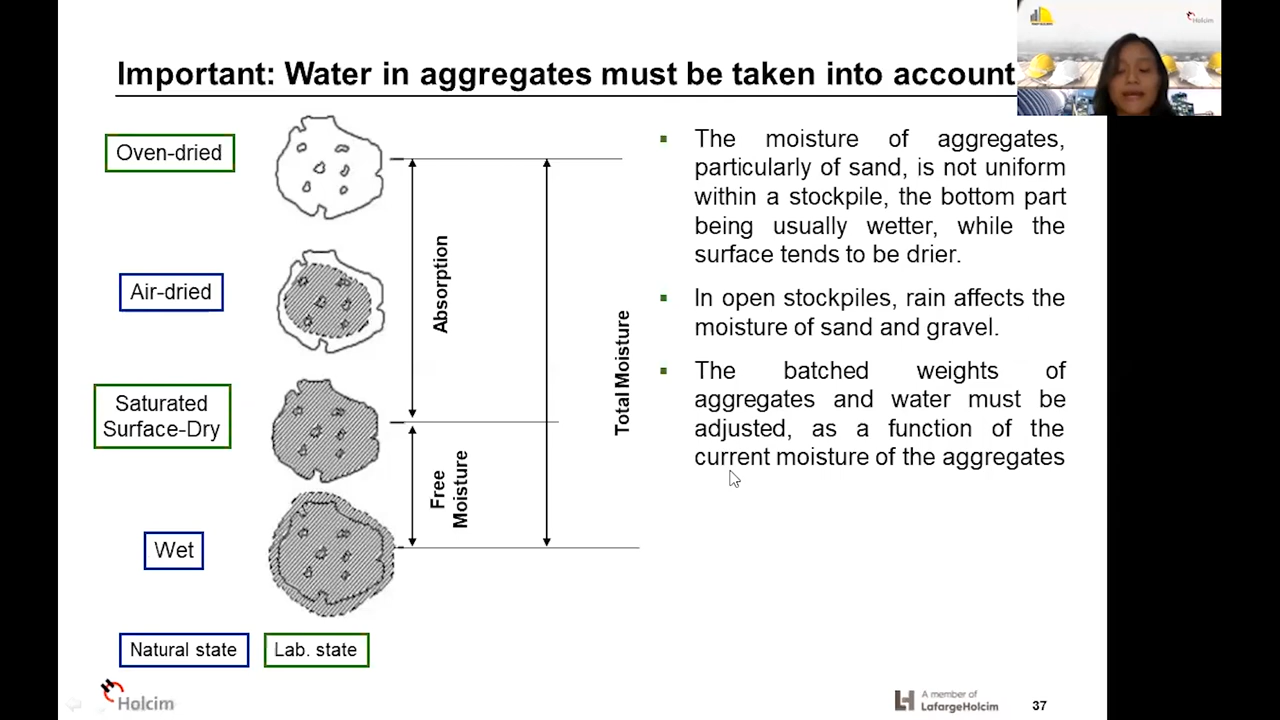 Important: Water in aggregates must be taken into account
Holcim
Oven-dried
Air-dried
Saturated
Surface-Dry
Wet
Natural state
Lab. state
Absorption
Free
Moisture
Total Moisture
▪ The moisture of aggregates,
particularly of sand, is not uniform
within a stockpile, the bottom part
being usually wetter, while the
surface tends to be drier.
▪ In open stockpiles, rain affects the
moisture of sand and gravel.
▪ The batched weights of
aggregates and water must be
adjusted, as a function of the
current moisture of the aggregates
Holcim
A member of
LafargeHolcim
37